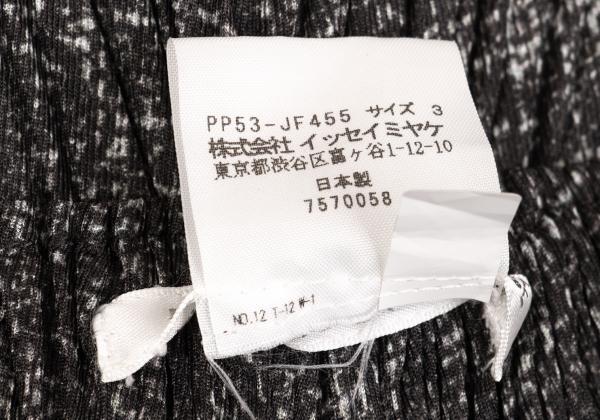 PP53-JF455 サイズ 3
株式会社 イッセイミヤケ
東京都渋谷区富ヶ谷1-12-10
日本製
7570058
NO.12 T-12 #-1